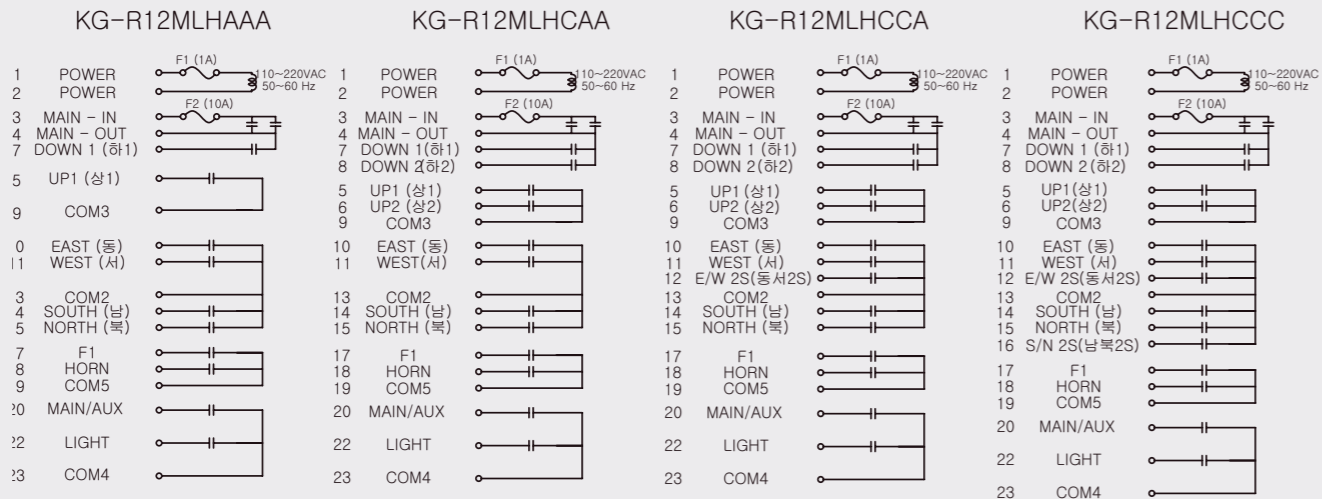 KG-R12MLHAAA
F1 (1A)
1 POWER 110~220VAC
2 POWER 50~60 Hz
F2 (10A)
3 MAIN - IN
4 MAIN - OUT
7 DOWN 1 (하1)
5 UP1 (상1)
9 COM3
0 EAST (동)
11 WEST (서)
3 COM2
4 SOUTH (남)
5 NORTH (북)
7 F1
8 HORN
9 COM5
20 MAIN/AUX
22 LIGHT
23 COM4
KG-R12MLHCAA
F1 (1A)
1 POWER 110~220VAC
2 POWER 50~60 Hz
F2 (10A)
3 MAIN - IN
4 MAIN - OUT
7 DOWN 1(하1)
8 DOWN 2(하2)
5 UP1 (상1)
6 UP2 (상2)
9 COM3
10 EAST (동)
11 WEST(서)
13 COM2
14 SOUTH (남)
15 NORTH (북)
17 F1
18 HORN
19 COM5
20 MAIN/AUX
22 LIGHT
23 COM4
KG-R12MLHCCA
F1 (1A)
1 POWER 110~220VAC
2 POWER 50~60 Hz
F2 (10A)
3 MAIN - IN
4 MAIN - OUT
7 DOWN 1 (하1)
8 DOWN 2(하2)
5 UP1 (상1)
6 UP2 (상2)
9 COM3
10 EAST (동)
11 WEST (서)
12 E/W 2S(동서2S)
13 COM2
14 SOUTH (남)
15 NORTH (북)
17 F1
18 HORN
19 COM5
20 MAIN/AUX
22 LIGHT
23 COM4
KG-R12MLHCCC
F1 (1A)
1 POWER 110~220VAC
2 POWER 50~60 Hz
F2 (10A)
3 MAIN - IN
4 MAIN - OUT
7 DOWN 1 (하1)
8 DOWN 2 (하2)
5 UP1(상1)
6 UP2(상2)
9 COM3
10 EAST (동)
11 WEST (서)
12 E/W 2S(동서2S)
13 COM2
14 SOUTH (남)
15 NORTH (북)
16 S/N 2S(남북2S)
17 F1
18 HORN
19 COM5
20 MAIN/AUX
22 LIGHT
23 COM4